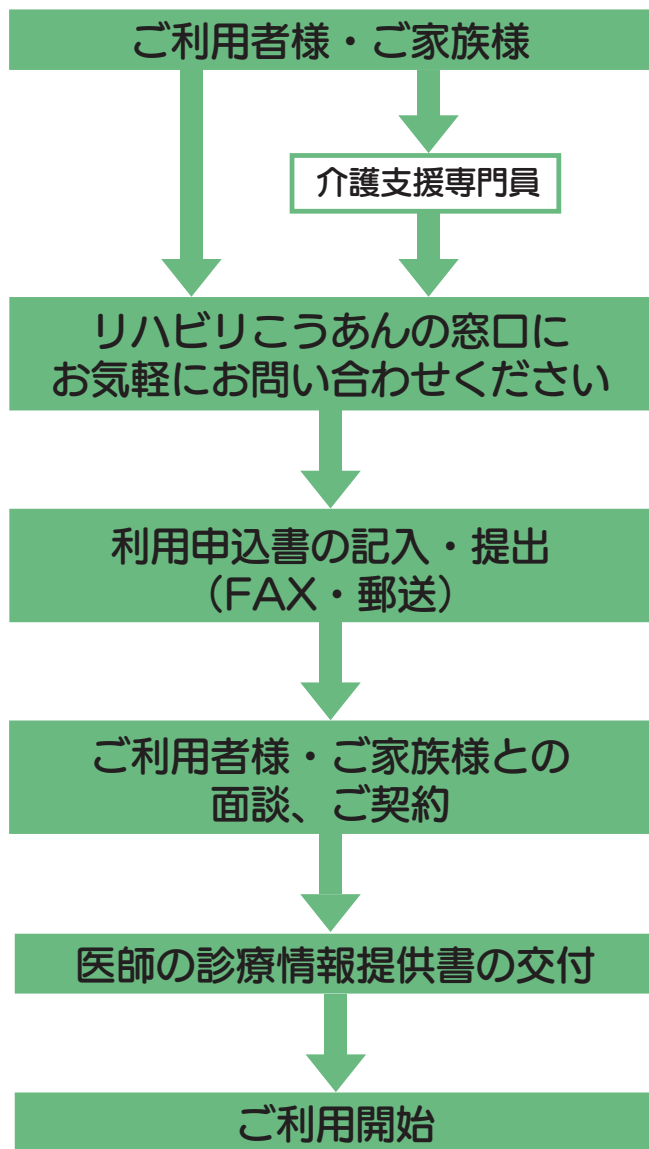 ご利用者様・ご家族様
介護支援専門員
リハビリこうあんの窓口に
お気軽にお問い合わせください
利用申込書の記入・提出
（FAX・郵送）
ご利用者様・ご家族様との
面談、ご契約
医師の診療情報提供書の交付
ご利用開始